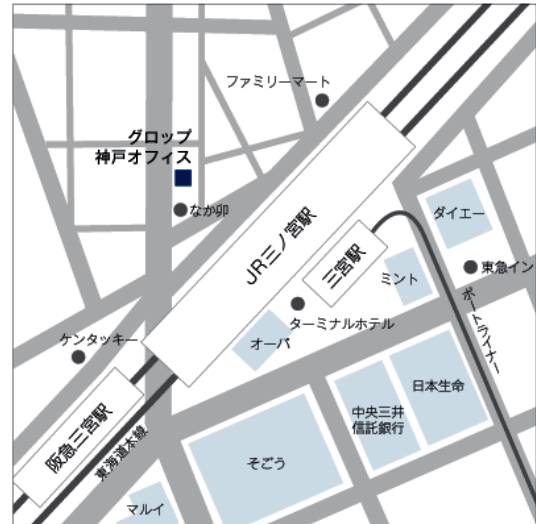 ファミリーマート
グロップ
神戸オフィス
なか卯
JR三ノ宮駅
三宮駅
ダイエー
東急イン
ミント
ポートライナー
ターミナルホテル
オーパ
ケンタッキー
阪急三宮駅
東海道本線
日本生命
中央三井
信託銀行
そごう
マルイ